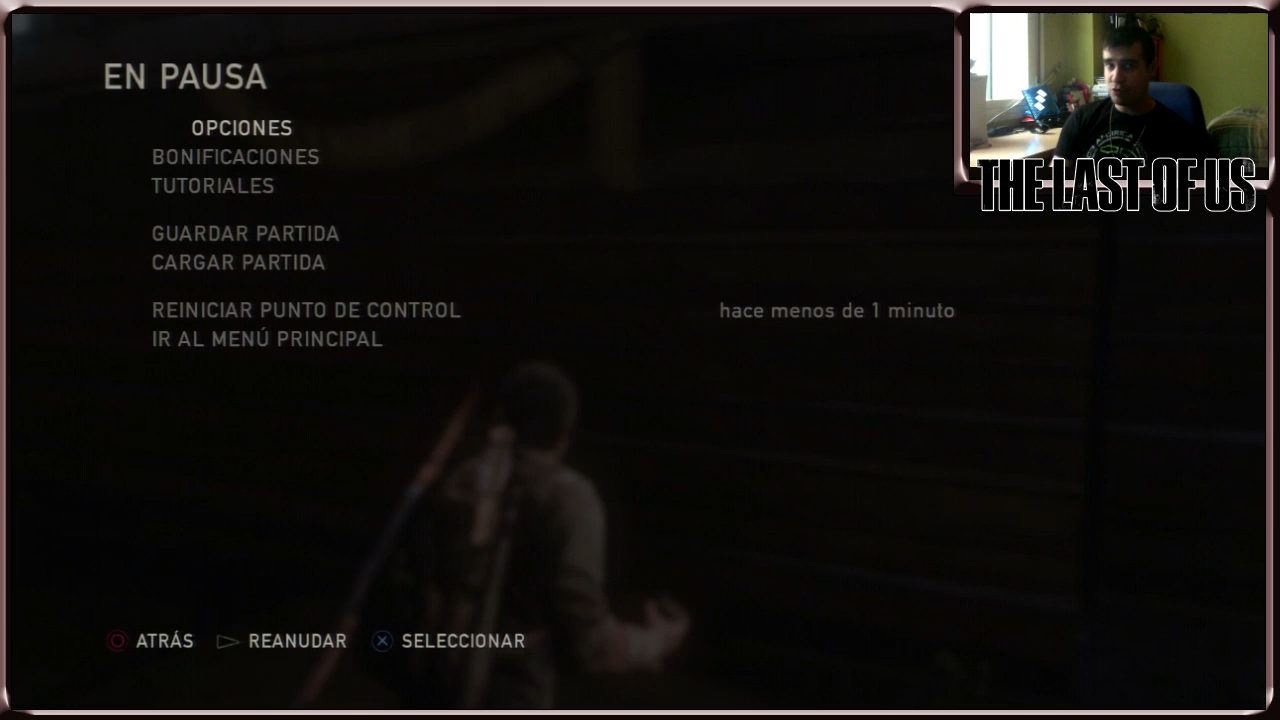 EN PAUSA
OPCIONES
BONIFICACIONES
TUTORIALES
GUARDAR PARTIDA
CARGAR PARTIDA
REINICIAR PUNTO DE CONTROL hace menos de 1 minuto
IR AL MENÚ PRINCIPAL
ATRÁS REANUDAR SELECCIONAR
THE LAST OF US